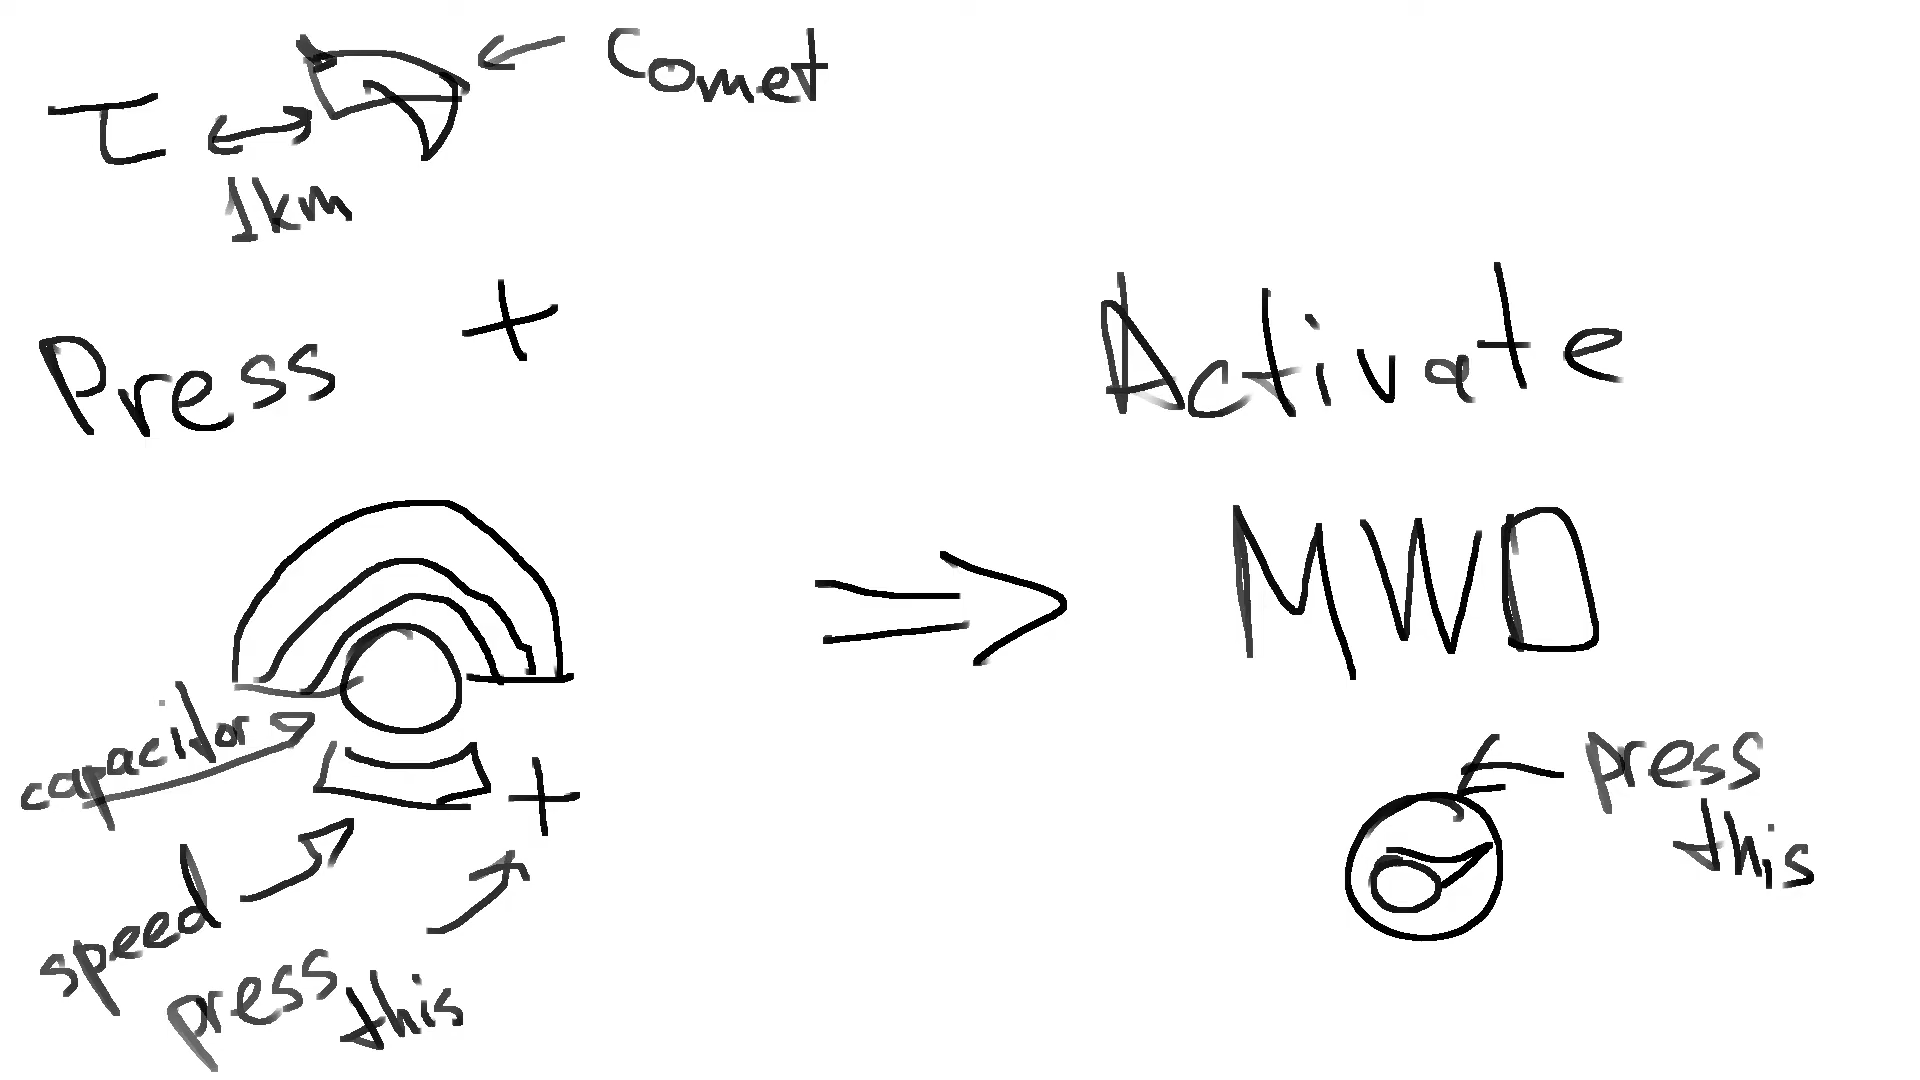 Comet
1km
Press +
Activate
MWD
capacitor
+
speed
press this
press
this